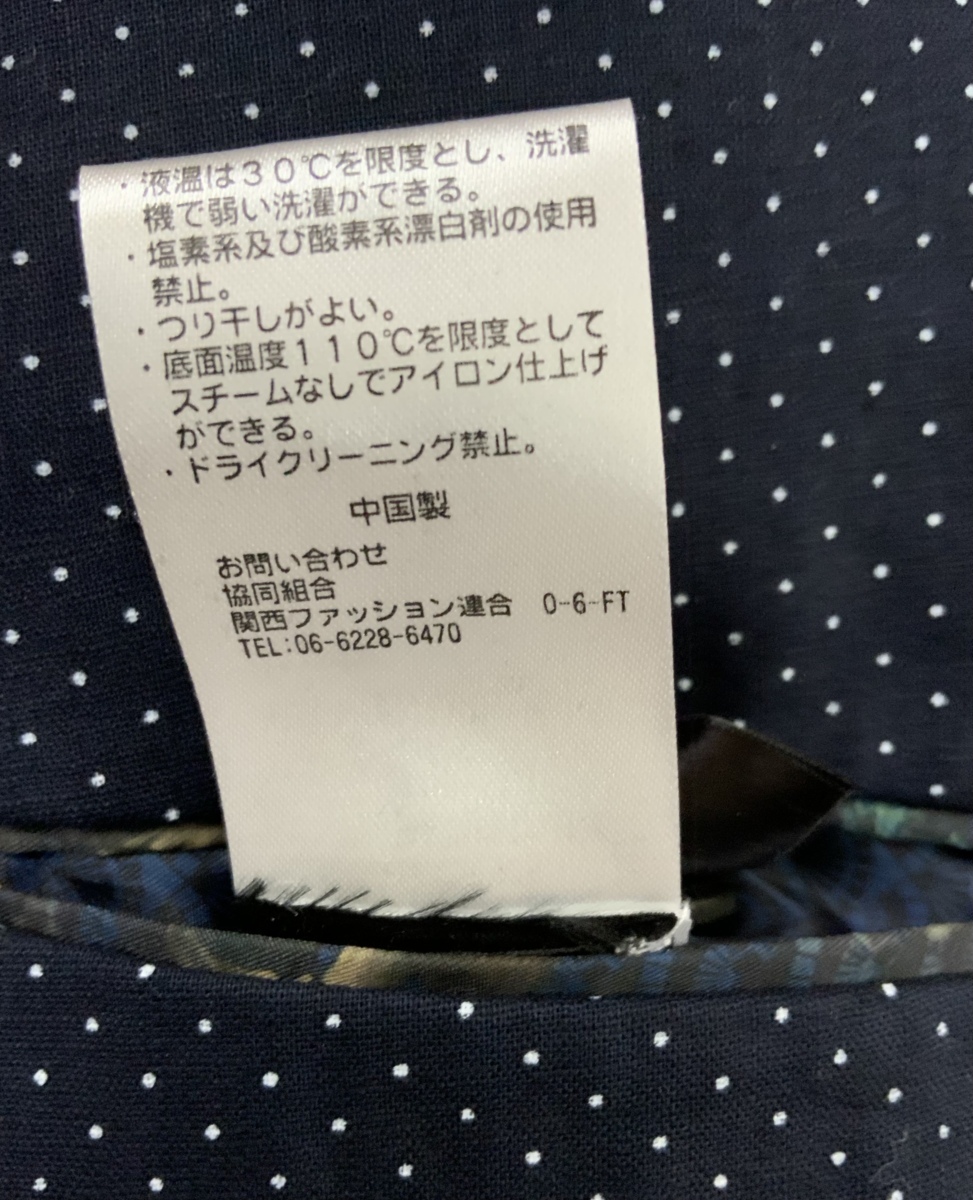 ・液温は30℃を限度とし、洗濯
機で弱い洗濯ができる。
・塩素系及び酸素系漂白剤の使用
禁止。
・つり干しがよい。
・底面温度110℃を限度として
スチームなしでアイロン仕上げ
ができる。
・ドライクリーニング禁止。
中国製
お問い合わせ
協同組合
関西ファッション連合 0-6-FT
TEL:06-6228-6470